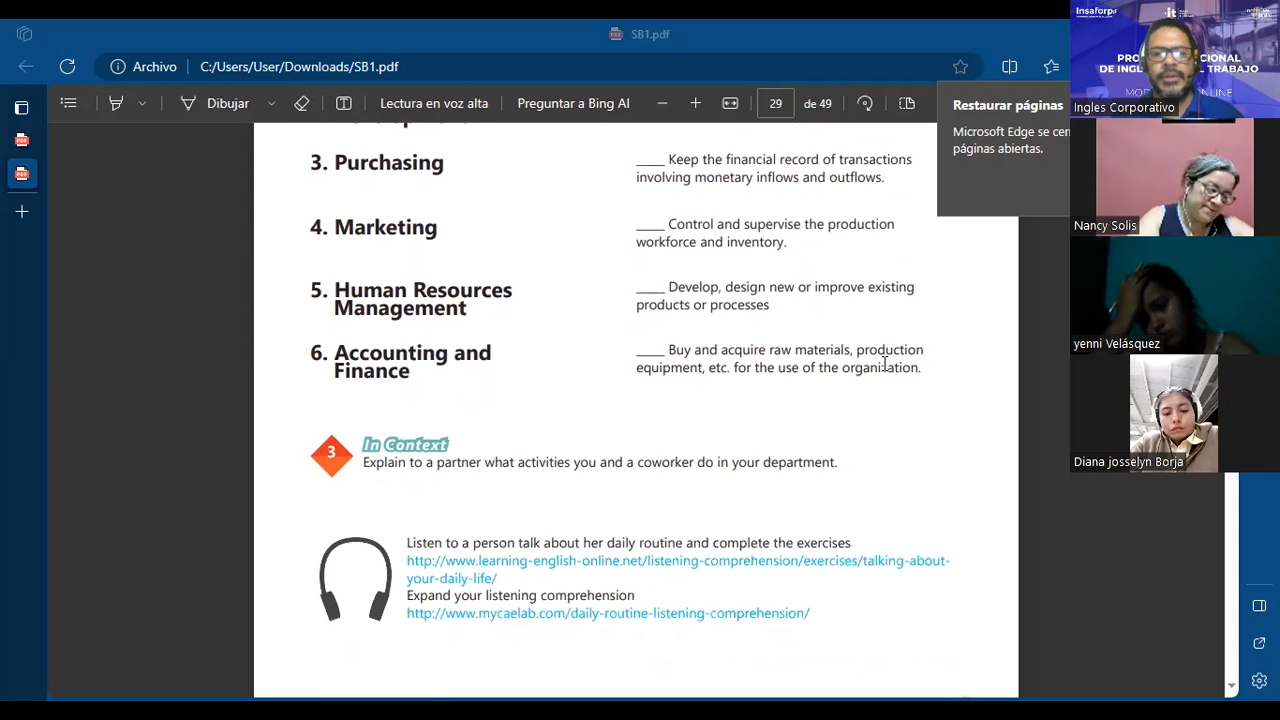 SB1.pdf
Archivo
C:/Users/User/Downloads/SB1.pdf
Dibujar
Lectura en voz alta
Preguntar a Bing AI
29
de 49
Restaurar páginas
Microsoft Edge se cer
páginas abiertas.
3. Purchasing
4. Marketing
5. Human Resources
Management
6. Accounting and
Finance
____ Keep the financial record of transactions
involving monetary inflows and outflows.
____ Control and supervise the production
workforce and inventory.
____ Develop, design new or improve existing
products or processes
____ Buy and acquire raw materials, production
equipment, etc. for the use of the organisation.
3
In Context
Explain to a partner what activities you and a coworker do in your department.
Listen to a person talk about her daily routine and complete the exercises
http://www.learning-english-online.net/listening-comprehension/exercises/talking-about-
your-daily-life/
Expand your listening comprehension
http://www.mycaelab.com/daily-routine-listening-comprehension/
Insaforp
it
Ingles Corporativo
Nancy Solis
yenni Velásquez
Diana josselyn Borja